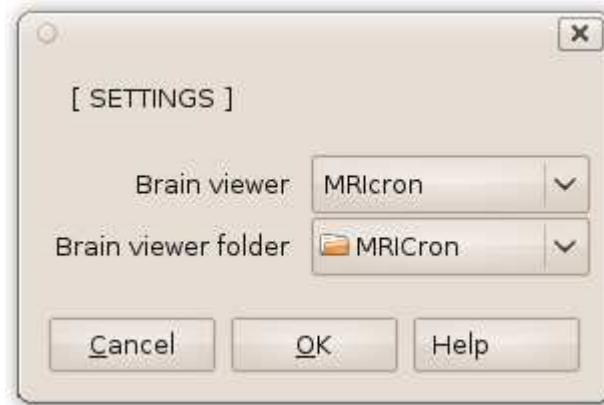 [ SETTINGS ]
Brain viewer MRIcron
Brain viewer folder MRICron
Cancel OK Help